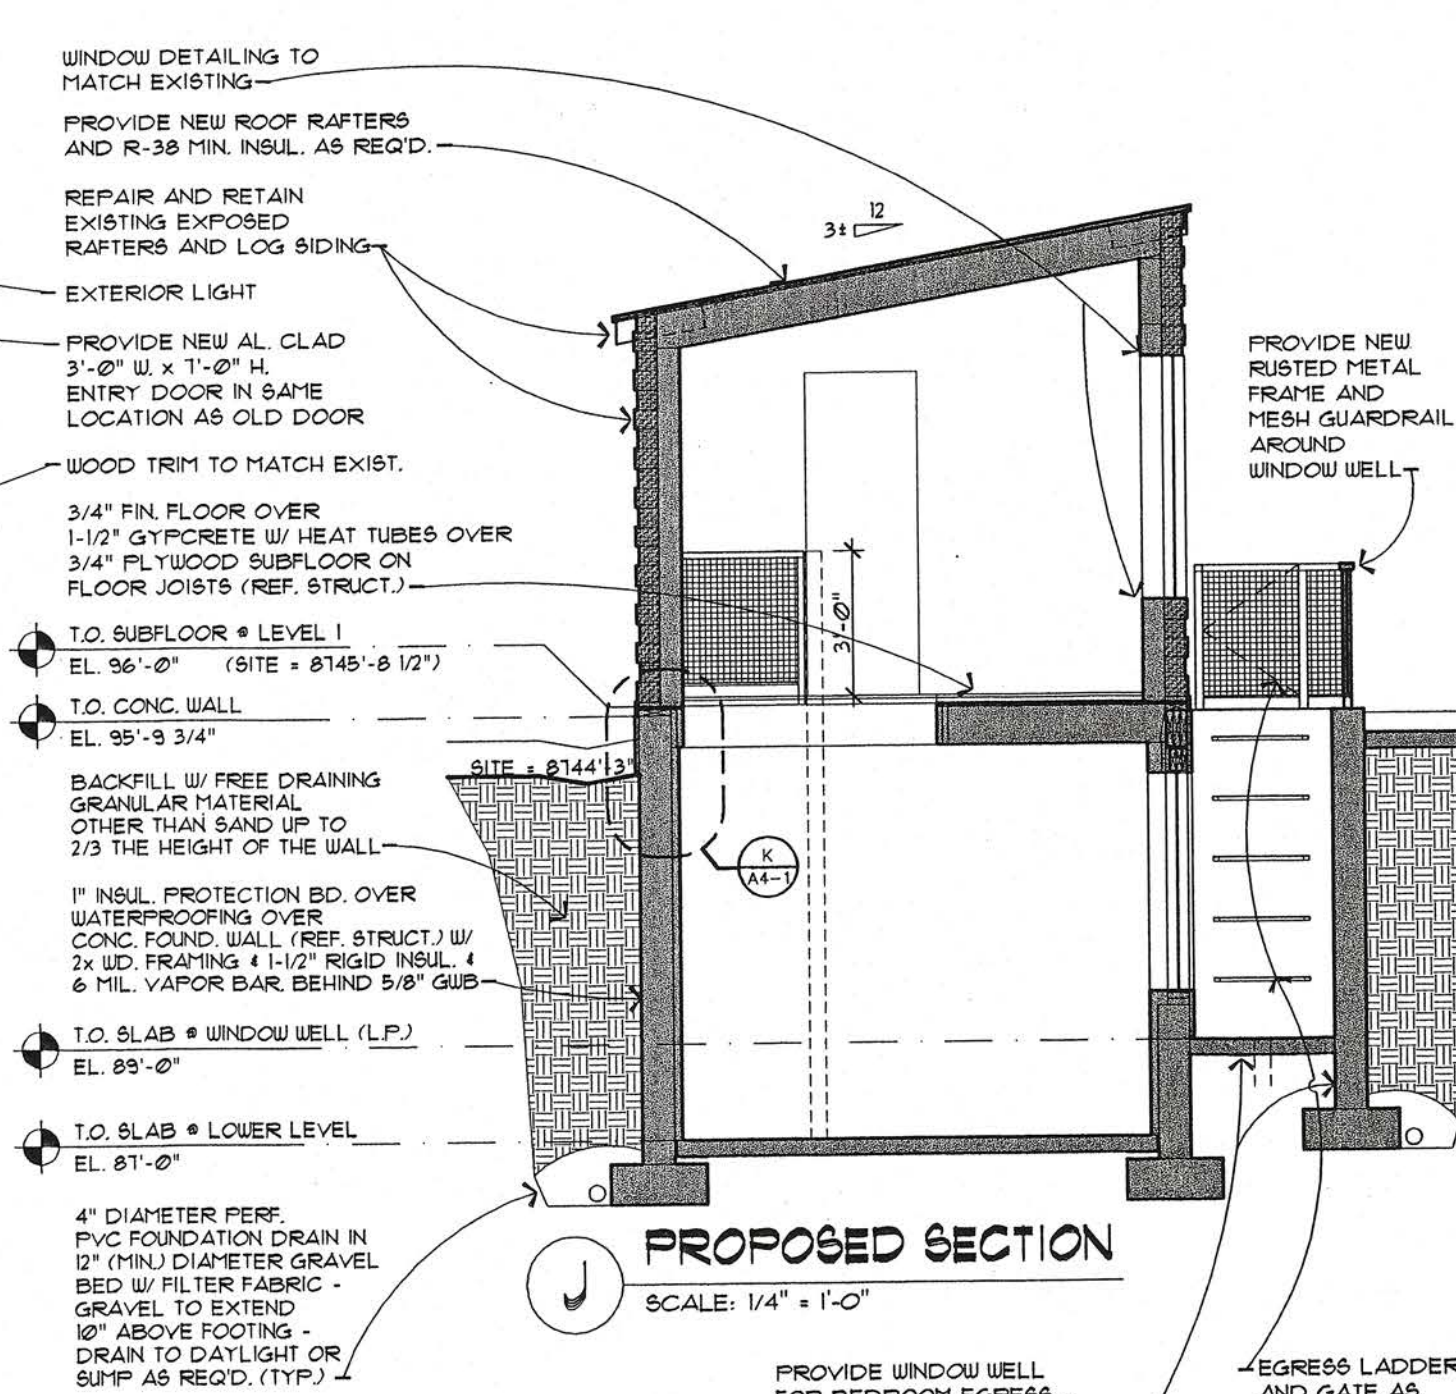 WINDOW DETAILING TO
MATCH EXISTING
PROVIDE NEW ROOF RAFTERS
AND R-38 MIN. INSUL. AS REQ'D.
REPAIR AND RETAIN
EXISTING EXPOSED
RAFTERS AND LOG SIDING
EXTERIOR LIGHT
PROVIDE NEW AL. CLAD
3'-0" W. x 7'-0" H.
ENTRY DOOR IN SAME
LOCATION AS OLD DOOR
WOOD TRIM TO MATCH EXIST.
3/4" FIN. FLOOR OVER
1-1/2" GYPCRETE W/ HEAT TUBES OVER
3/4" PLYWOOD SUBFLOOR ON
FLOOR JOISTS (REF. STRUCT.)
T.O. SUBFLOOR @ LEVEL 1
EL. 96'-0" (SITE = 8745'-8 1/2")
T.O. CONC. WALL
EL. 95'-9 3/4"
SITE = 8744'-3"
BACKFILL W/ FREE DRAINING
GRANULAR MATERIAL
OTHER THAN SAND UP TO
2/3 THE HEIGHT OF THE WALL
1" INSUL. PROTECTION BD. OVER
WATERPROOFING OVER
CONC. FOUND. WALL (REF. STRUCT.) W/
2x WD. FRAMING & 1-1/2" RIGID INSUL. &
6 MIL. VAPOR BAR. BEHIND 5/8" GWB
T.O. SLAB @ WINDOW WELL (L.P.)
EL. 89'-0"
T.O. SLAB @ LOWER LEVEL
EL. 87'-0"
4" DIAMETER PERF.
PVC FOUNDATION DRAIN IN
12" (MIN.) DIAMETER GRAVEL
BED W/ FILTER FABRIC -
GRAVEL TO EXTEND
10" ABOVE FOOTING -
DRAIN TO DAYLIGHT OR
SUMP AS REQ'D. (TYP.)
12
3±
3'-0"
K
A4-1
PROVIDE NEW
RUSTED METAL
FRAME AND
MESH GUARDRAIL
AROUND
WINDOW WELL
J
PROPOSED SECTION
SCALE: 1/4" = 1'-0"
PROVIDE WINDOW WELL
FOR BEDROOM EGRESS
EGRESS LADDER
AND GATE AS